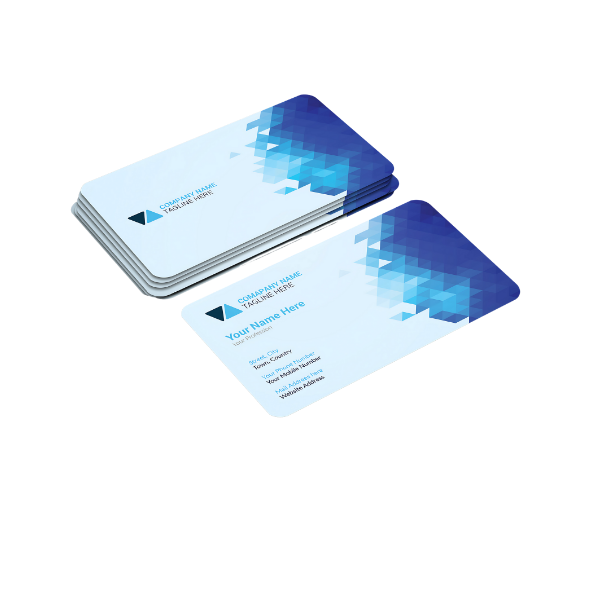 COMPANY NAME
TAGLINE HERE
COMAPANY NAME
TAGLINE HERE
Your Name Here
Your Profession
Street, City
Town, Country
Your Phone Number
Your Mobile Number
Mail Address here
Website Address